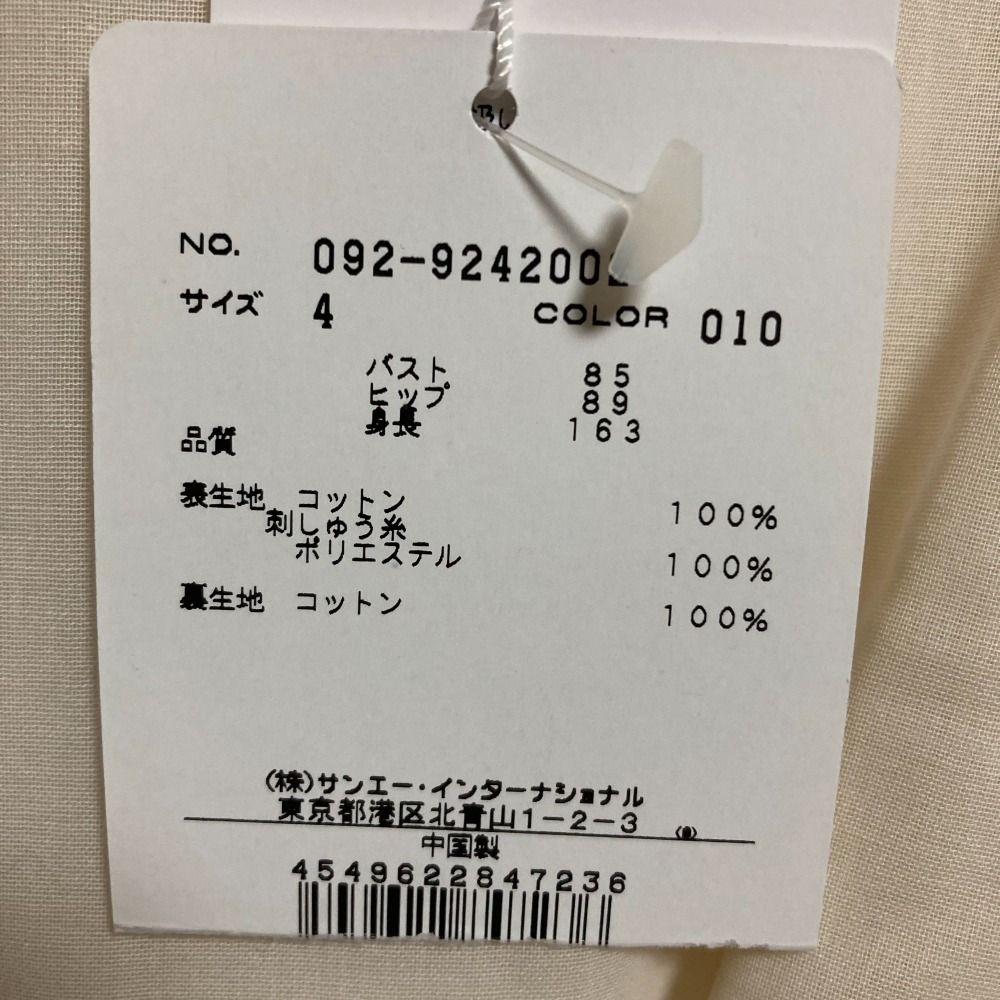 NO. 092-9242002
サイズ 4 COLOR 010
バスト 85
ヒップ 89
身長 163
品質
表生地 コットン 100%
刺しゅう糸
ポリエステル 100%
裏生地 コットン 100%
(株)サンエー・インターナショナル
東京都港区北青山1-2-3
中国製
4549622847236